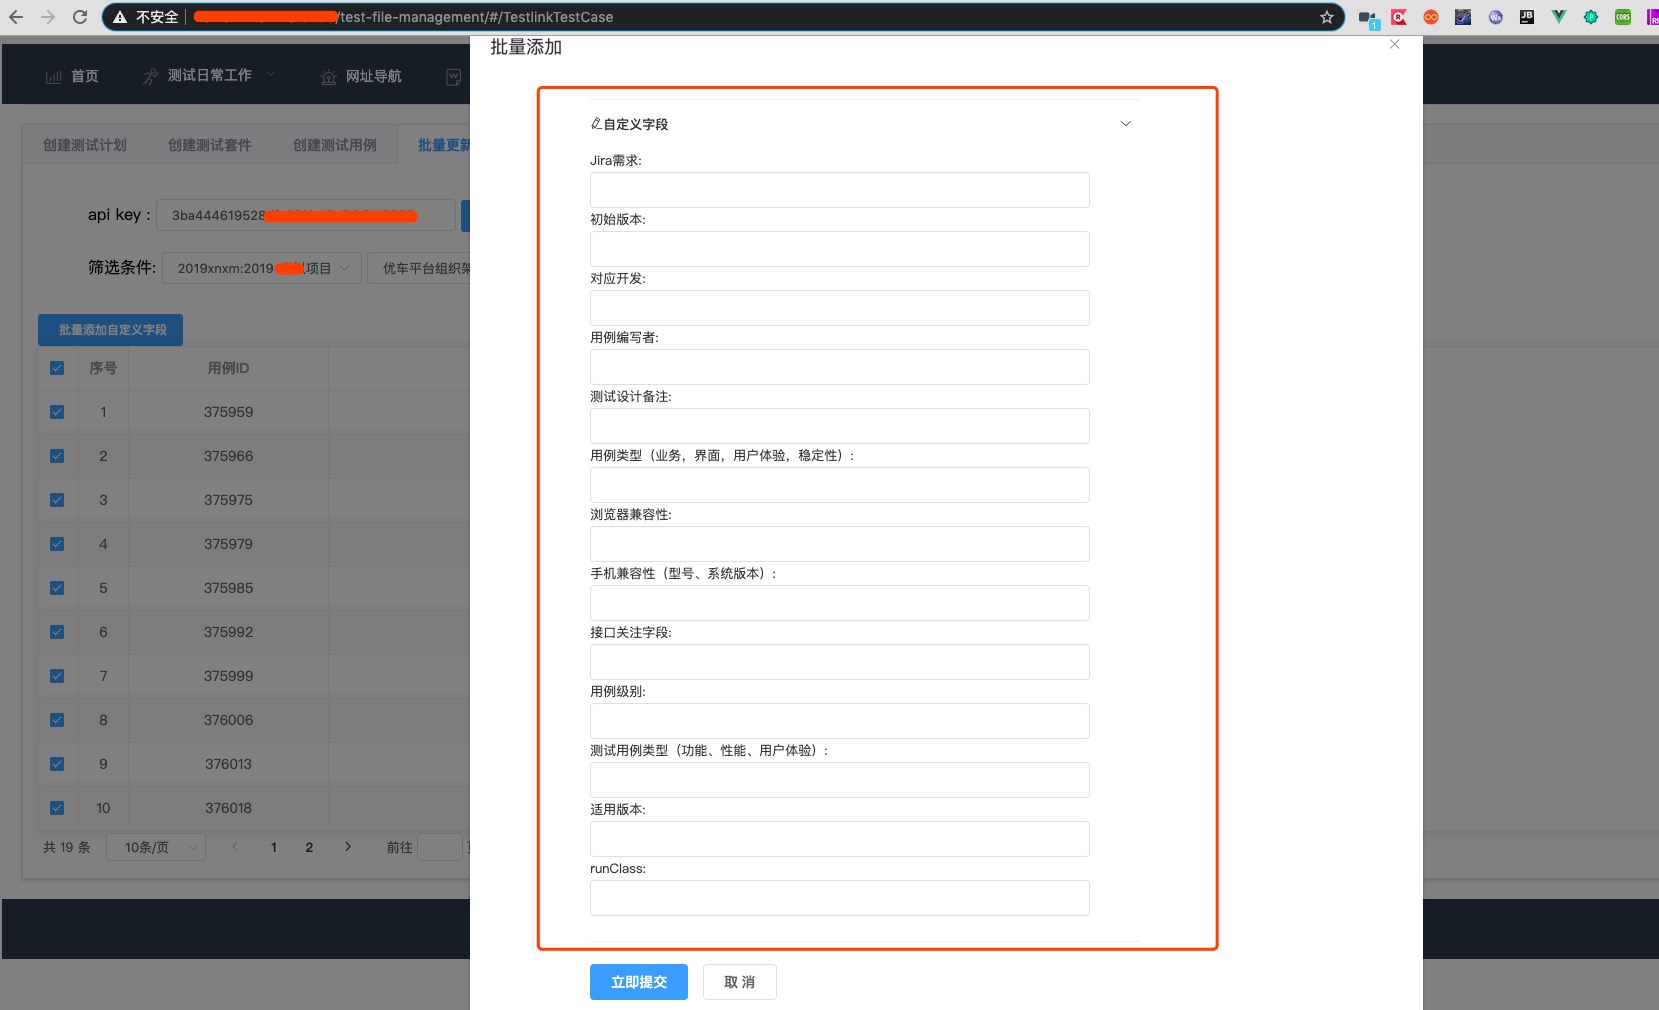 不安全 /test-file-management/#/TestlinkTestCase
批量添加
首页 测试日常工作 网址导航
创建测试计划 创建测试套件 创建测试用例 批量更新
api key : 3ba444619528
筛选条件: 2019xnxm:2019 项目 优车平台组织架
批量添加自定义字段
序号 用例ID
1 375959
2 375966
3 375975
4 375979
5 375985
6 375992
7 375999
8 376006
9 376013
10 376018
共 19 条 10条/页 1 2 前往
自定义字段
Jira需求:
初始版本:
对应开发:
用例编写者:
测试设计备注:
用例类型（业务，界面，用户体验，稳定性）:
浏览器兼容性:
手机兼容性（型号、系统版本）:
接口关注字段:
用例级别:
测试用例类型（功能、性能、用户体验）:
适用版本:
runClass:
立即提交 取 消